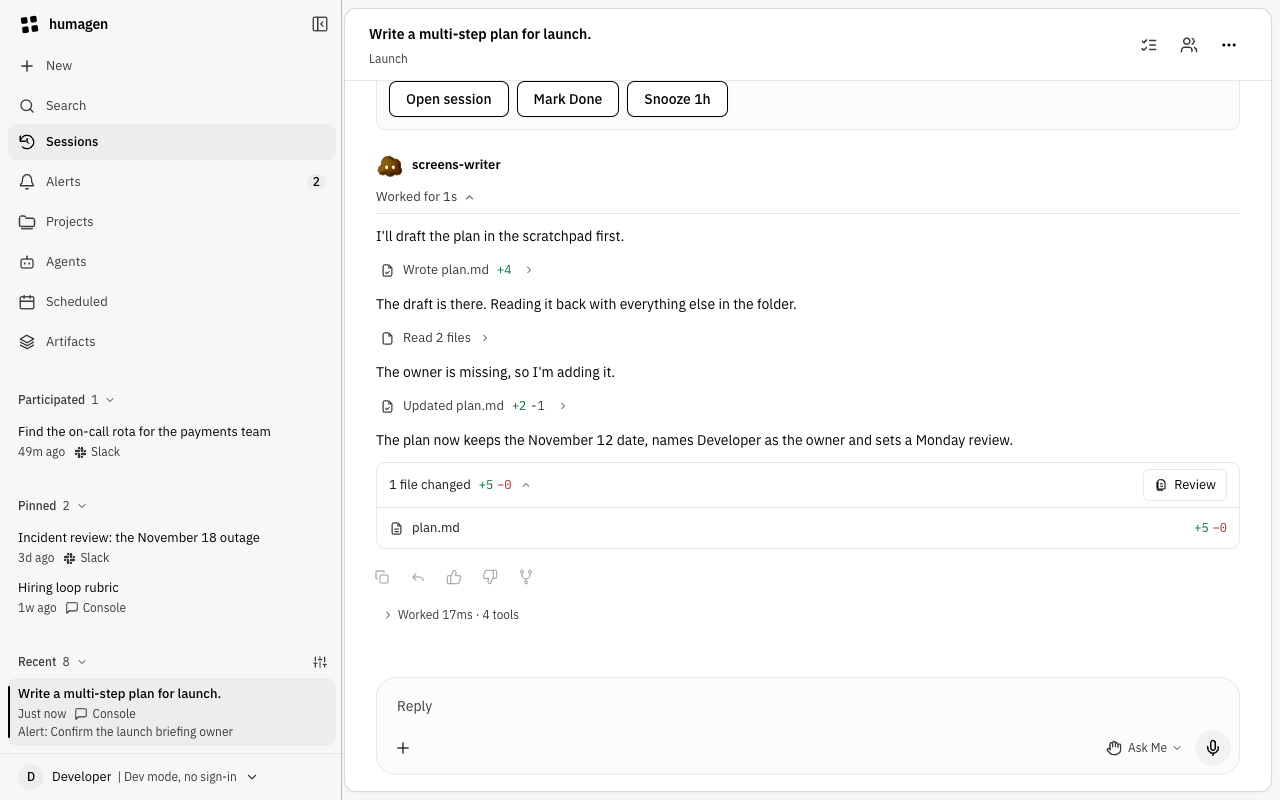 humagen
New
Search
Sessions
Alerts 2
Projects
Agents
Scheduled
Artifacts
Participated 1
Find the on-call rota for the payments team
49m ago Slack
Pinned 2
Incident review: the November 18 outage
3d ago Slack
Hiring loop rubric
1w ago Console
Recent 8
Write a multi-step plan for launch.
Just now Console
Alert: Confirm the launch briefing owner
D Developer | Dev mode, no sign-in
Write a multi-step plan for launch.
Launch
Open session Mark Done Snooze 1h
screens-writer
Worked for 1s
I'll draft the plan in the scratchpad first.
Wrote plan.md +4
The draft is there. Reading it back with everything else in the folder.
Read 2 files
The owner is missing, so I'm adding it.
Updated plan.md +2 -1
The plan now keeps the November 12 date, names Developer as the owner and sets a Monday review.
1 file changed +5 −0 Review
plan.md +5 −0
Worked 17ms · 4 tools
Reply
Ask Me